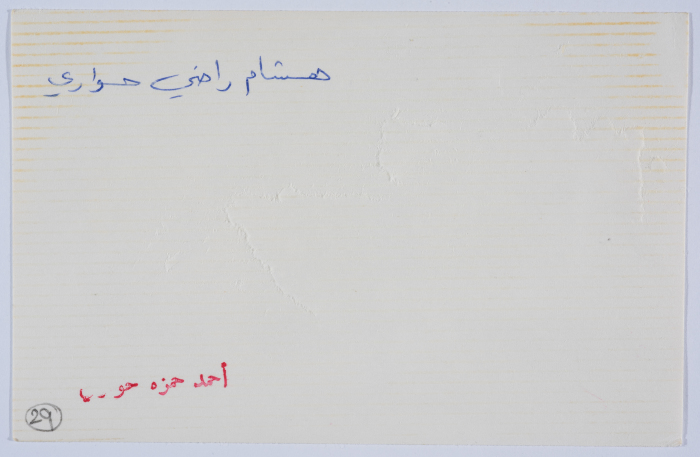 هشام راضي حواري
أحمد حمزه
29